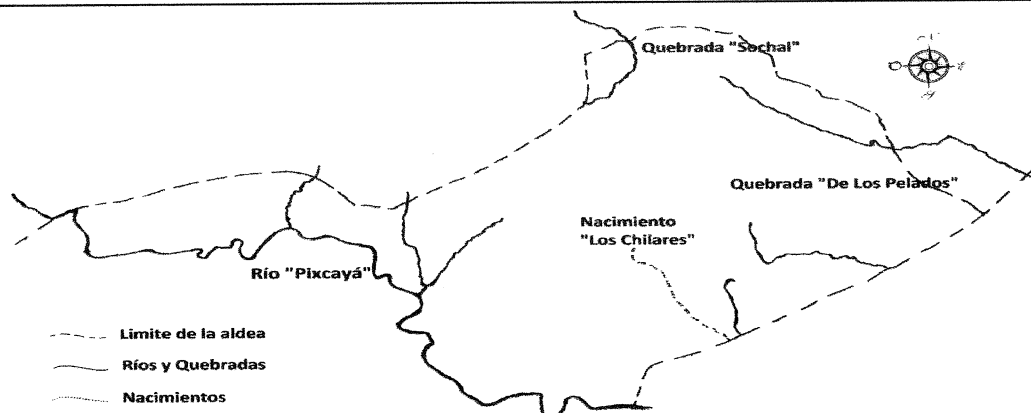 Quebrada "Sochal"
Quebrada "De Los Pelados"
Nacimiento
"Los Chilares"
Río "Pixcayá"
Limite de la aldea
Ríos y Quebradas
Nacimientos